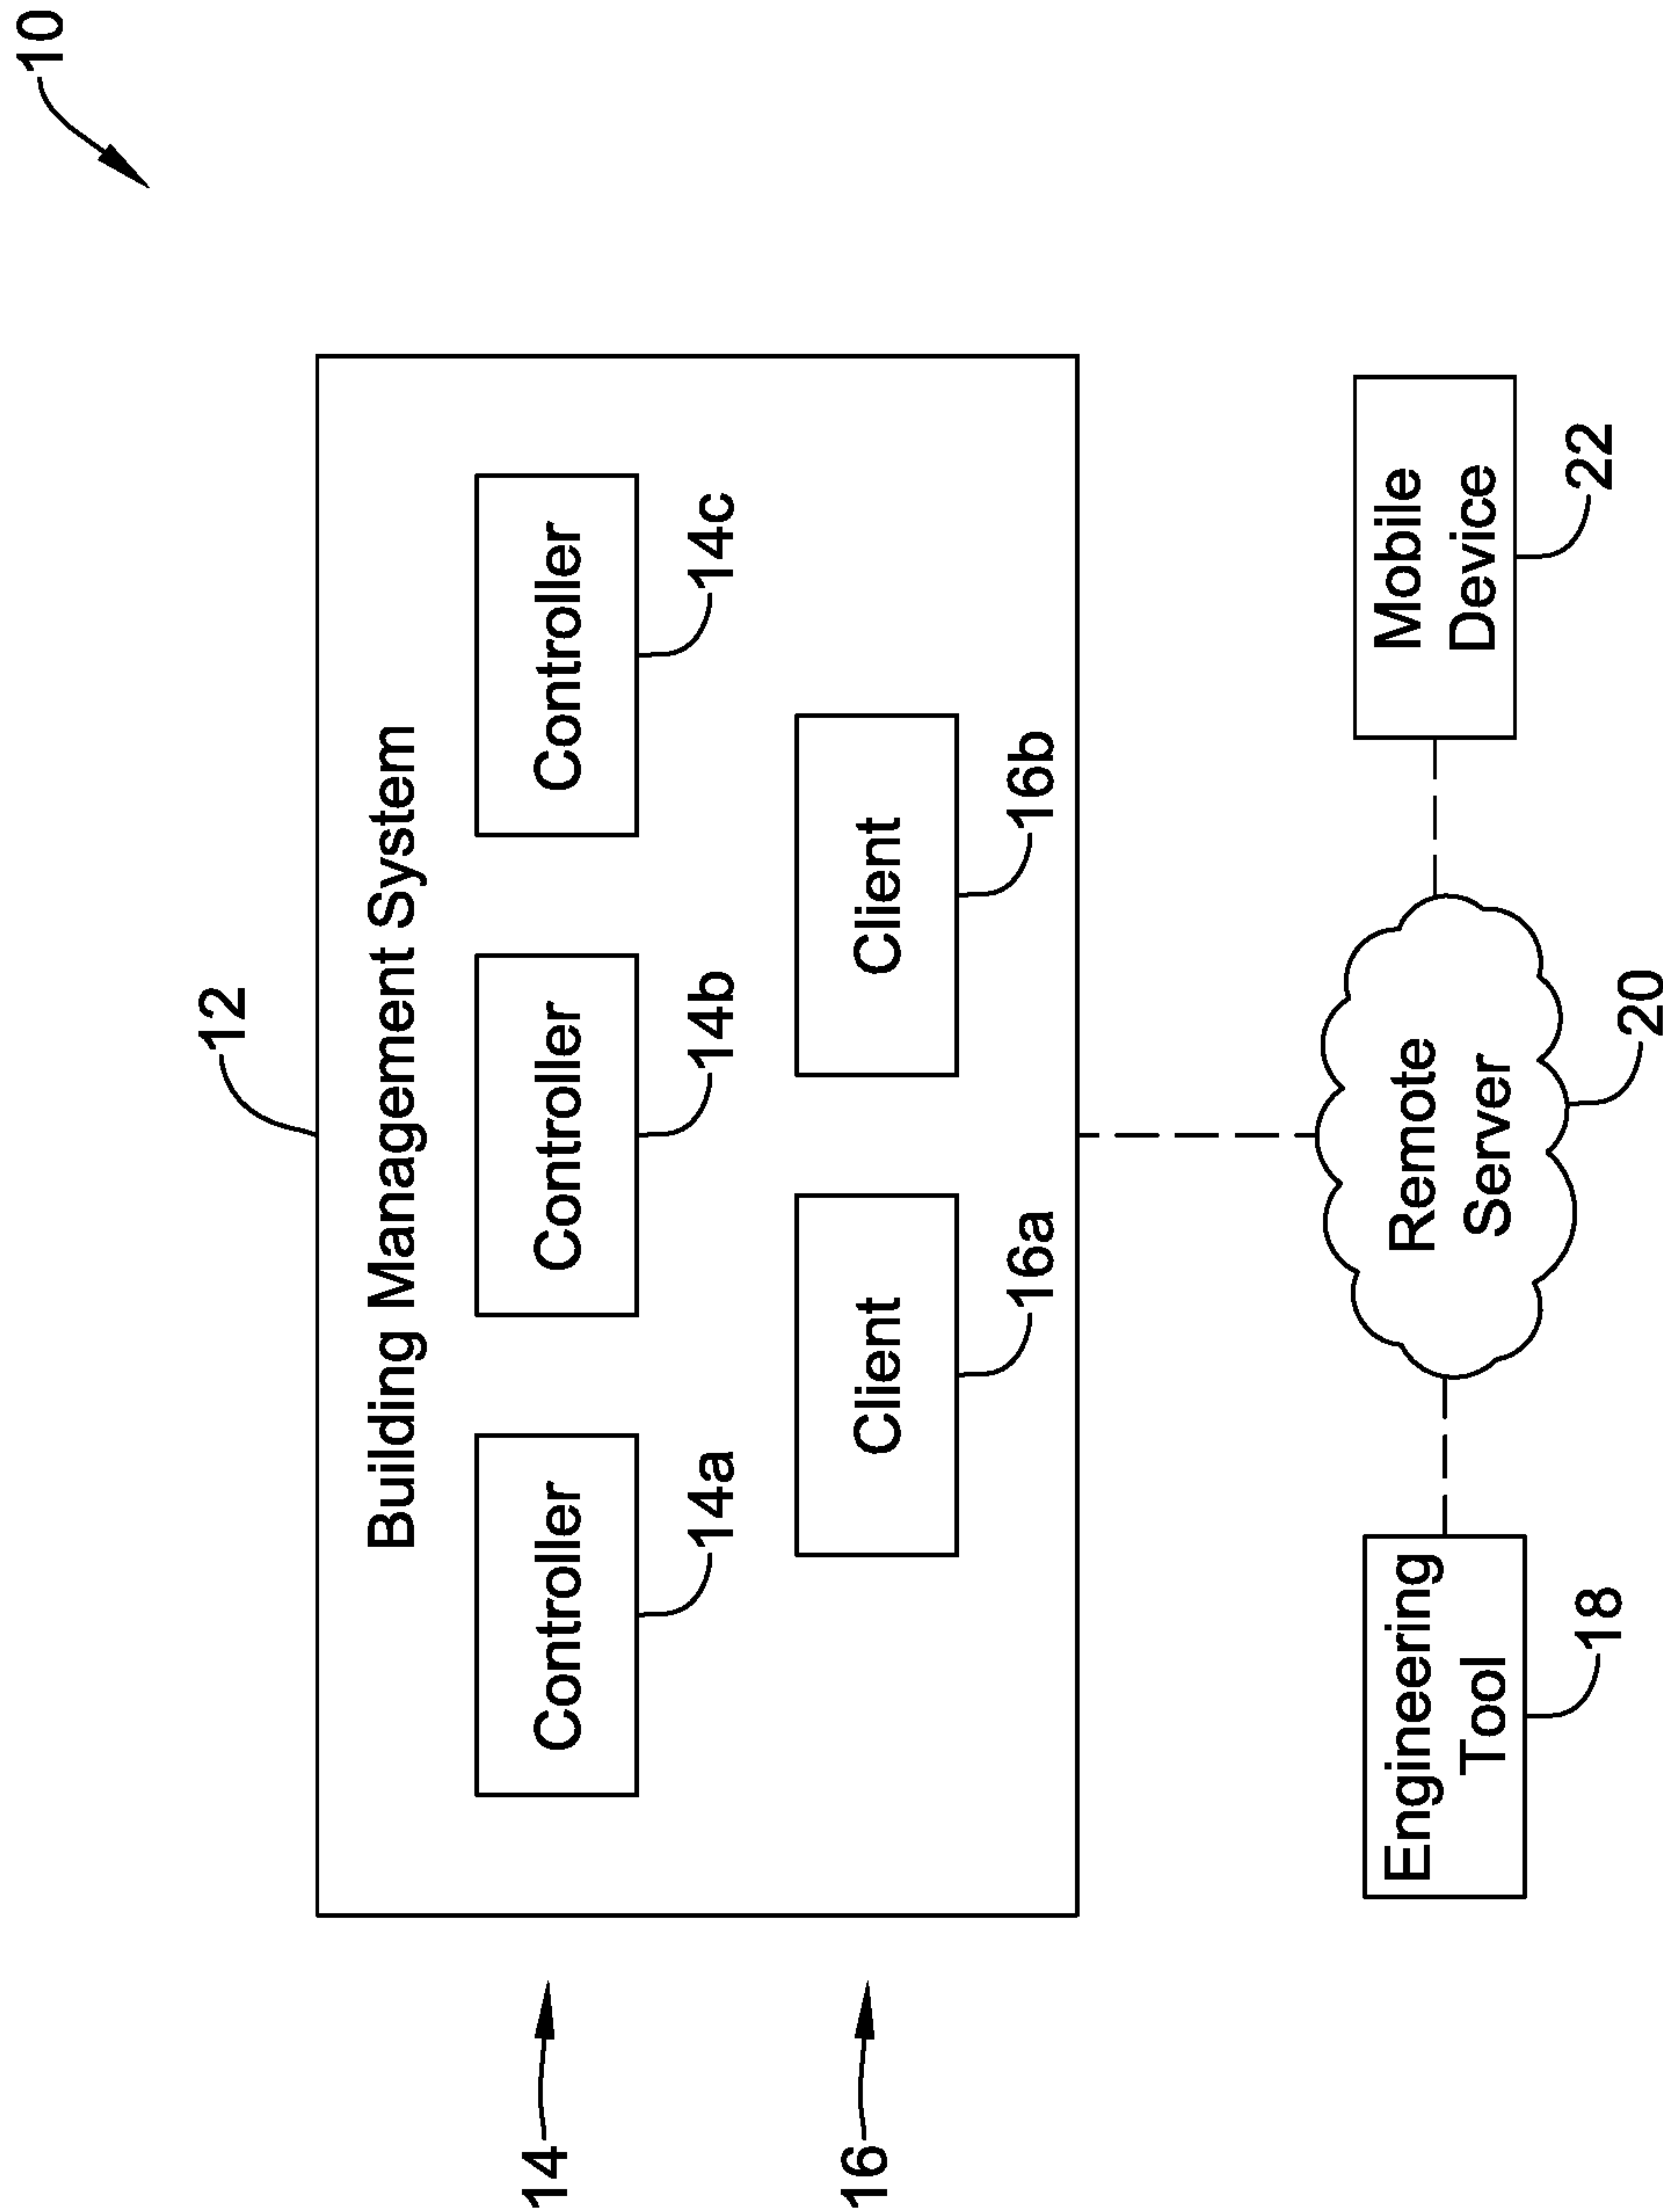 10
12
Building Management System
14
Controller
Controller
Controller
14a
14b
14c
16
Client
Client
16a
16b
Engineering
Tool
18
Remote
Server
20
Mobile
Device
22